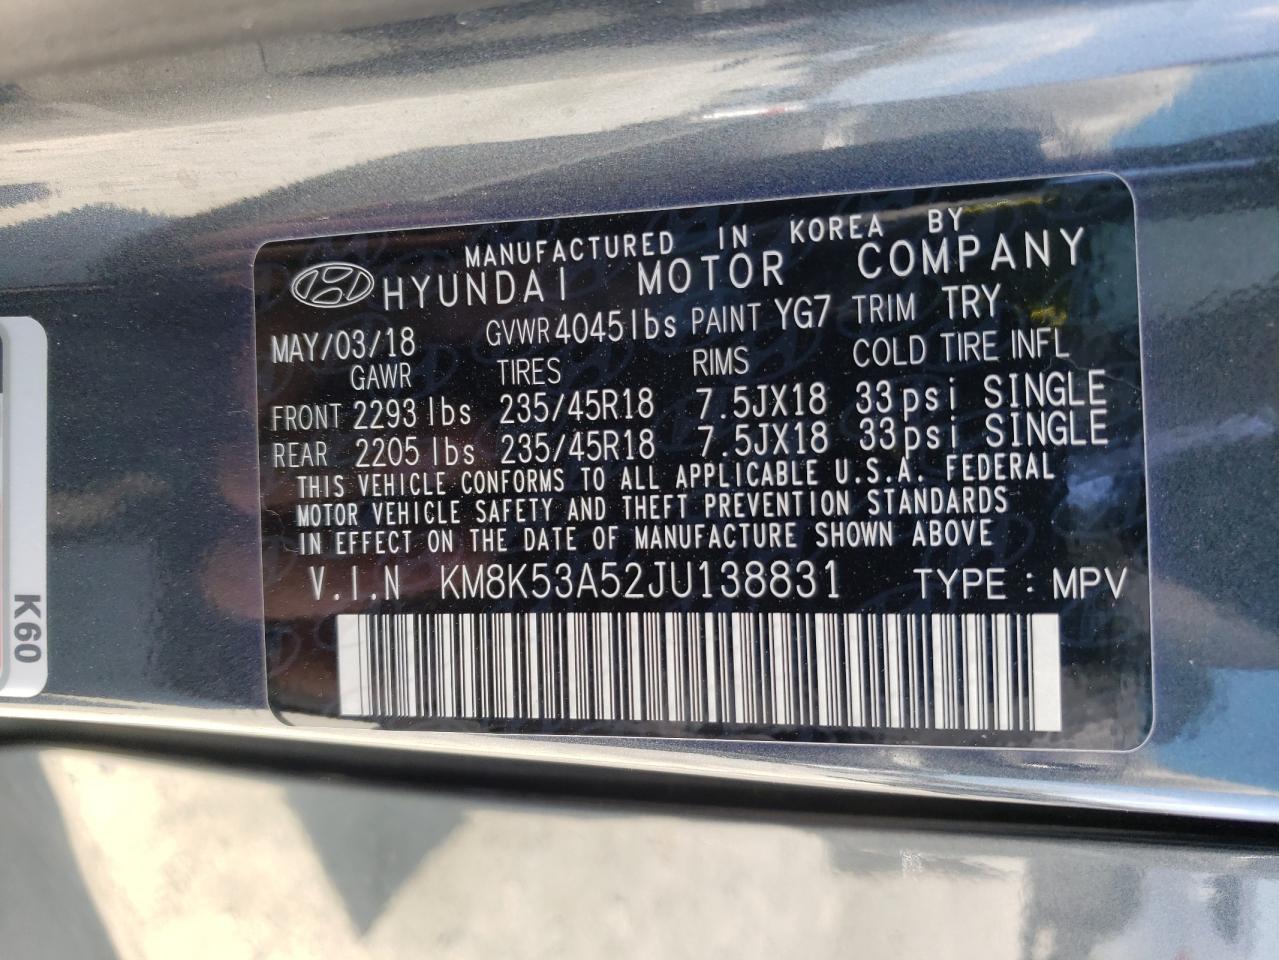 MANUFACTURED IN KOREA BY
HYUNDAI MOTOR COMPANY
MAY/03/18 GVWR 4045lbs PAINT YG7 TRIM TRY
GAWR TIRES RIMS COLD TIRE INFL
FRONT 2293 lbs 235/45R18 7.5JX18 33psi SINGLE
REAR 2205 lbs 235/45R18 7.5JX18 33psi SINGLE
THIS VEHICLE CONFORMS TO ALL APPLICABLE U.S.A. FEDERAL
MOTOR VEHICLE SAFETY AND THEFT PREVENTION STANDARDS
IN EFFECT ON THE DATE OF MANUFACTURE SHOWN ABOVE
V.I.N KM8K53A52JU138831 TYPE : MPV
K60